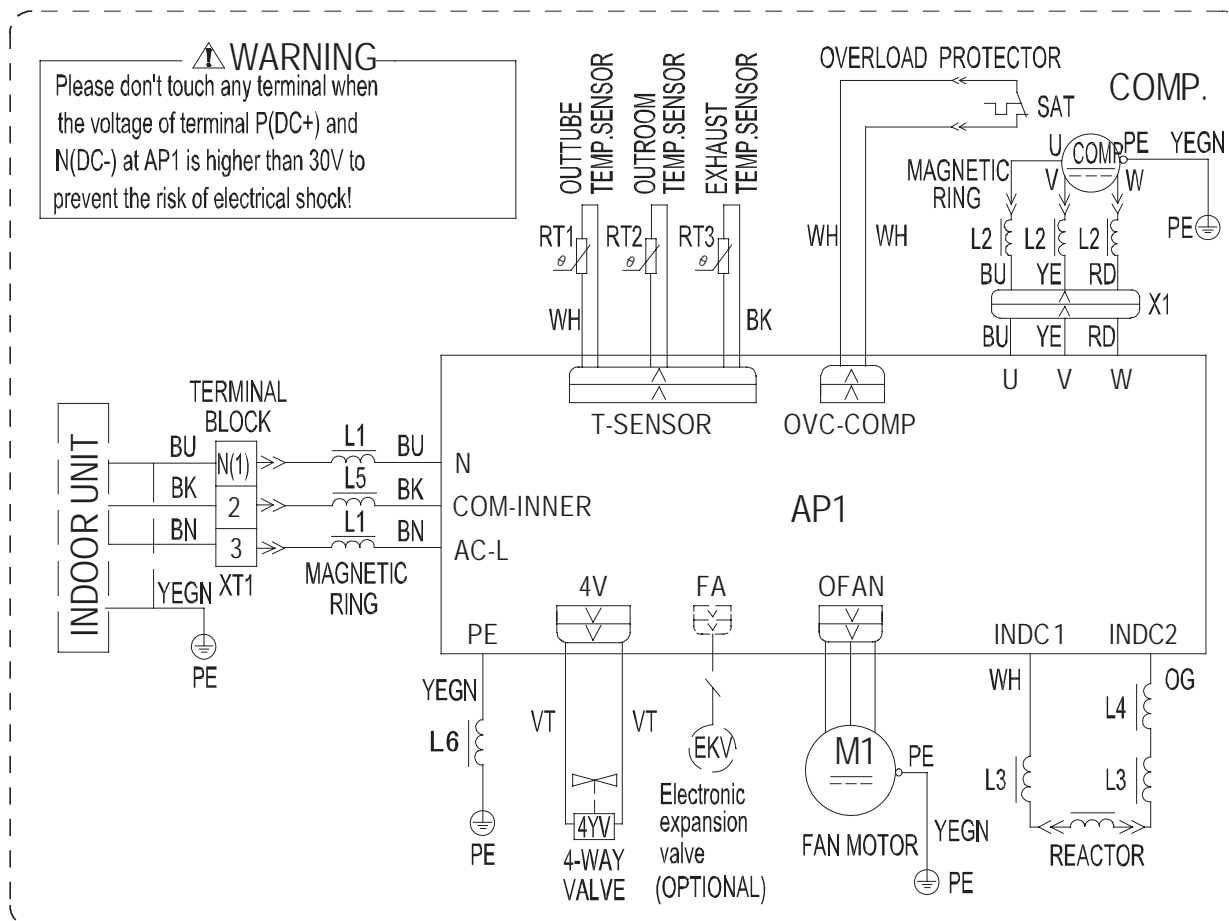 ⚠ WARNING
Please don't touch any terminal when
the voltage of terminal P(DC+) and
N(DC-) at AP1 is higher than 30V to
prevent the risk of electrical shock!
OUTTUBE
TEMP.SENSOR
OUTROOM
TEMP.SENSOR
EXHAUST
TEMP.SENSOR
OVERLOAD PROTECTOR
SAT
COMP.
U COMP PE YEGN
V W
MAGNETIC
RING
PE
RT1 RT2 RT3
θ θ θ
WH WH
L2 L2 L2
BU YE RD
X1
WH BK
BU YE RD
U V W
T-SENSOR OVC-COMP
TERMINAL
BLOCK
INDOOR UNIT
BU N(1) L1 BU N
BK 2 L5 BK COM-INNER
BN 3 L1 BN AC-L
XT1
MAGNETIC
RING
YEGN
PE
AP1
PE 4V FA OFAN INDC1 INDC2
YEGN
L6
PE
VT VT
4YV
4-WAY
VALVE
EKV
Electronic
expansion
valve
(OPTIONAL)
M1
PE
FAN MOTOR
YEGN
PE
WH OG
L4
L3 L3
REACTOR